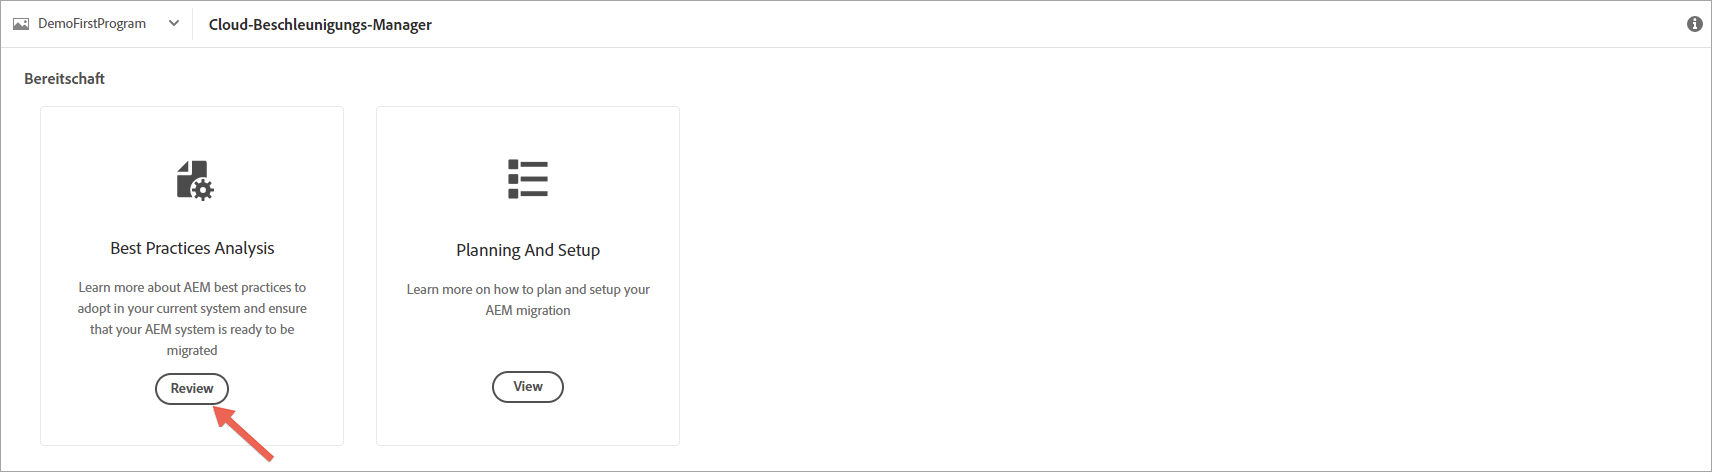 DemoFirstProgram
Cloud-Beschleunigungs-Manager
Bereitschaft
Best Practices Analysis
Learn more about AEM best practices to
adopt in your current system and ensure
that your AEM system is ready to be
migrated
Review
Planning And Setup
Learn more on how to plan and setup your
AEM migration
View